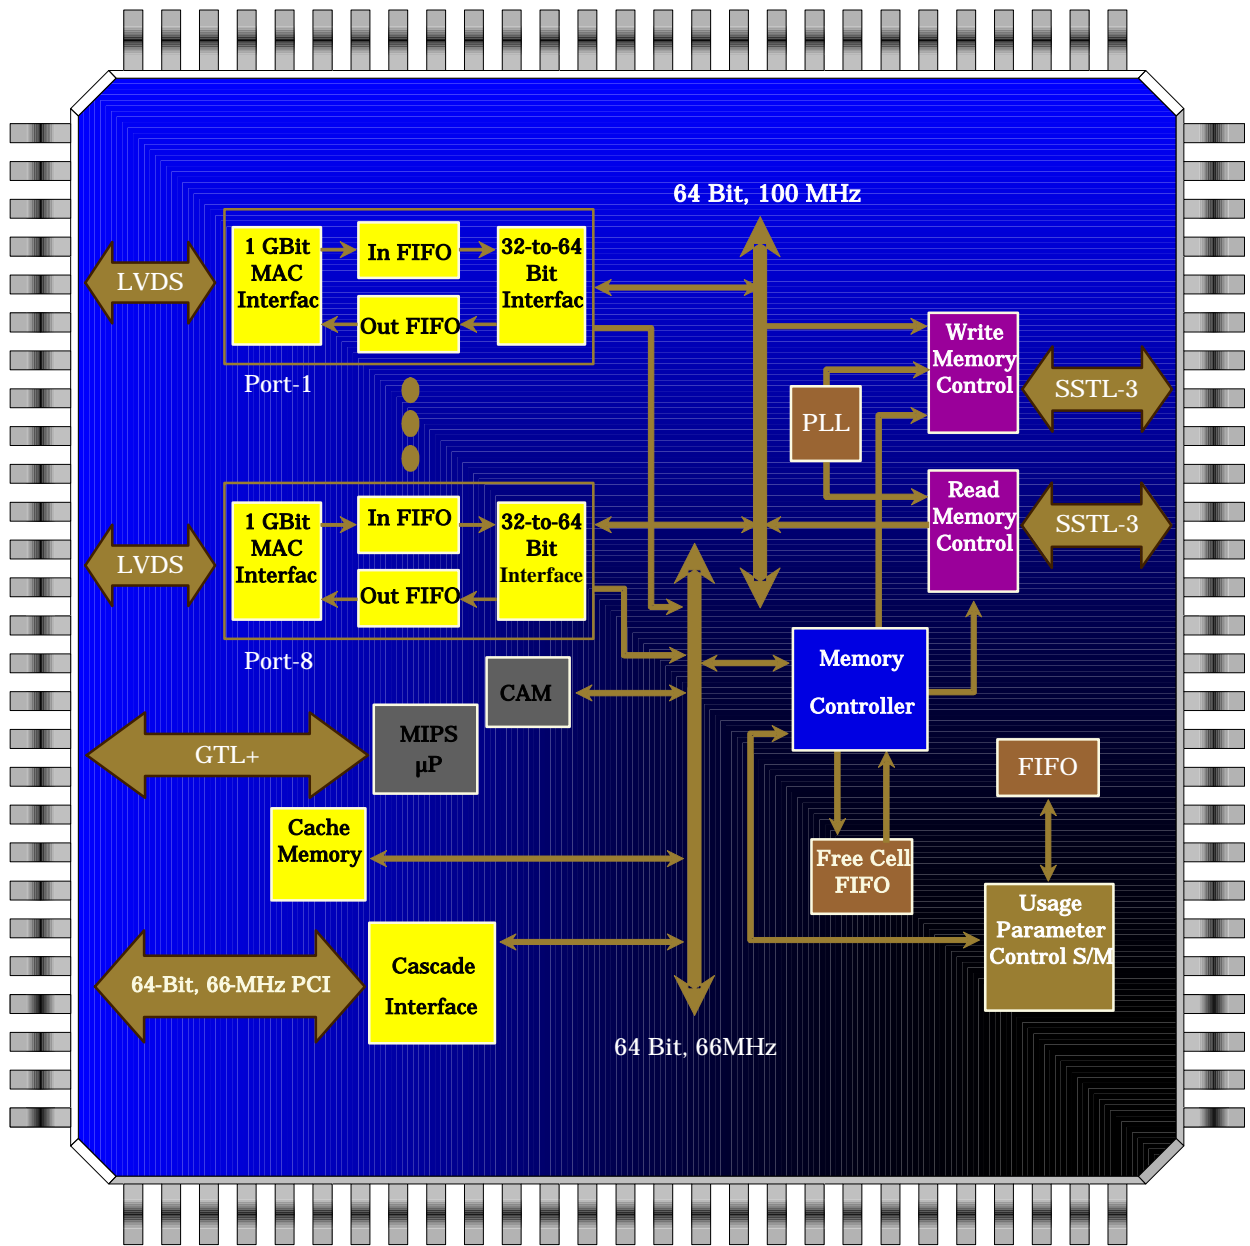 64 Bit, 100 MHz
LVDS
1 GBit
MAC
Interfac
In FIFO
Out FIFO
32-to-64
Bit
Interfac
Port-1
Write
Memory
Control
SSTL-3
PLL
LVDS
1 GBit
MAC
Interfac
In FIFO
Out FIFO
32-to-64
Bit
Interface
Port-8
Read
Memory
Control
SSTL-3
CAM
Memory
Controller
GTL+
MIPS
µP
FIFO
Cache
Memory
Free Cell
FIFO
Usage
Parameter
Control S/M
64-Bit, 66-MHz PCI
Cascade
Interface
64 Bit, 66MHz